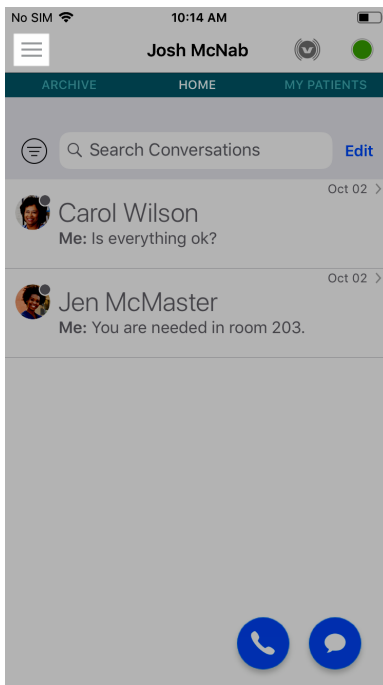 No SIM 10:14 AM
Josh McNab
ARCHIVE HOME MY PATIENTS
Search Conversations Edit
Oct 02
Carol Wilson
Me: Is everything ok?
Oct 02
Jen McMaster
Me: You are needed in room 203.